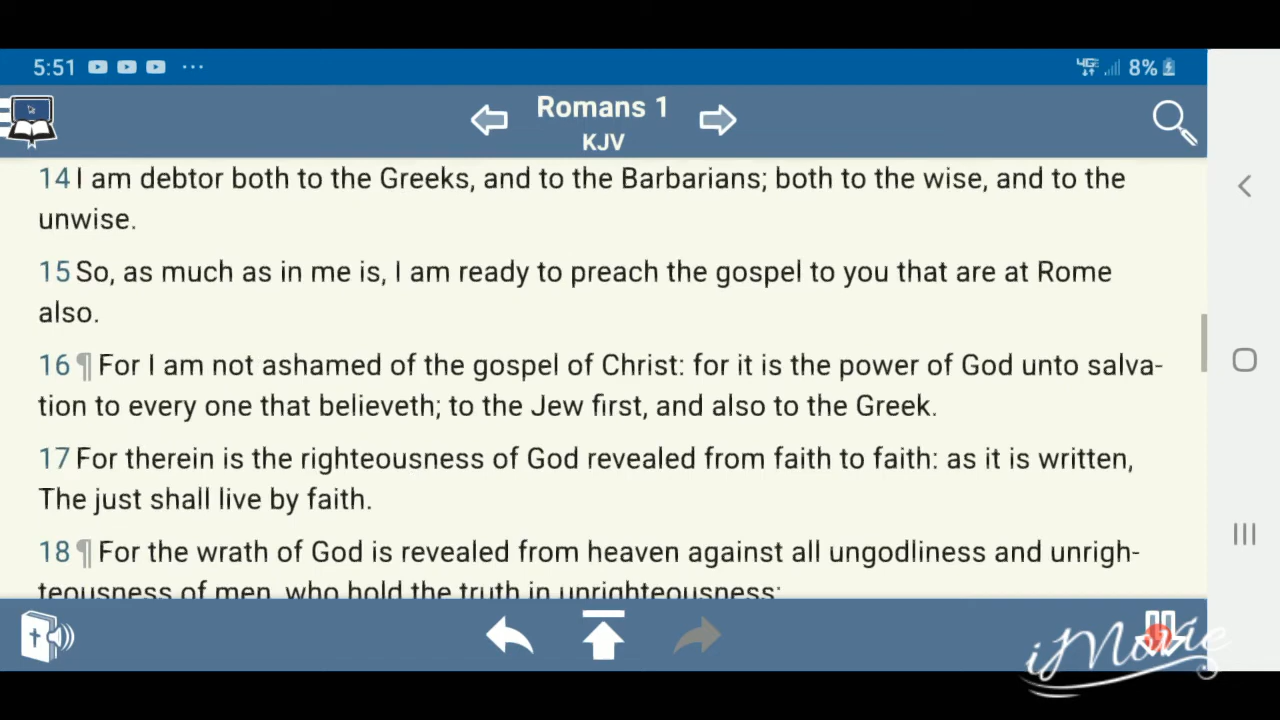 5:51
4GE
8%
Romans 1
KJV
14 I am debtor both to the Greeks, and to the Barbarians; both to the wise, and to the
unwise.
15 So, as much as in me is, I am ready to preach the gospel to you that are at Rome
also.
16 ¶ For I am not ashamed of the gospel of Christ: for it is the power of God unto salva-
tion to every one that believeth; to the Jew first, and also to the Greek.
17 For therein is the righteousness of God revealed from faith to faith: as it is written,
The just shall live by faith.
18 ¶ For the wrath of God is revealed from heaven against all ungodliness and unrigh-
teousness of men, who hold the truth in unrighteousness;
iMovie